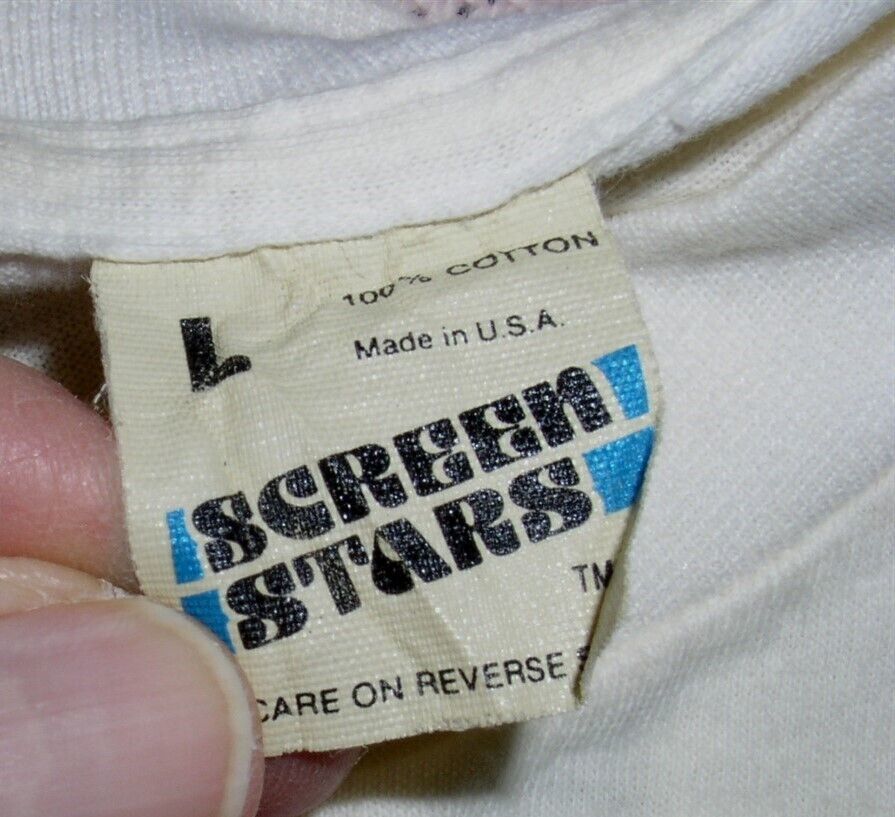 L
100% COTTON
Made in U.S.A.
SCREEN
STARS
TM
CARE ON REVERSE